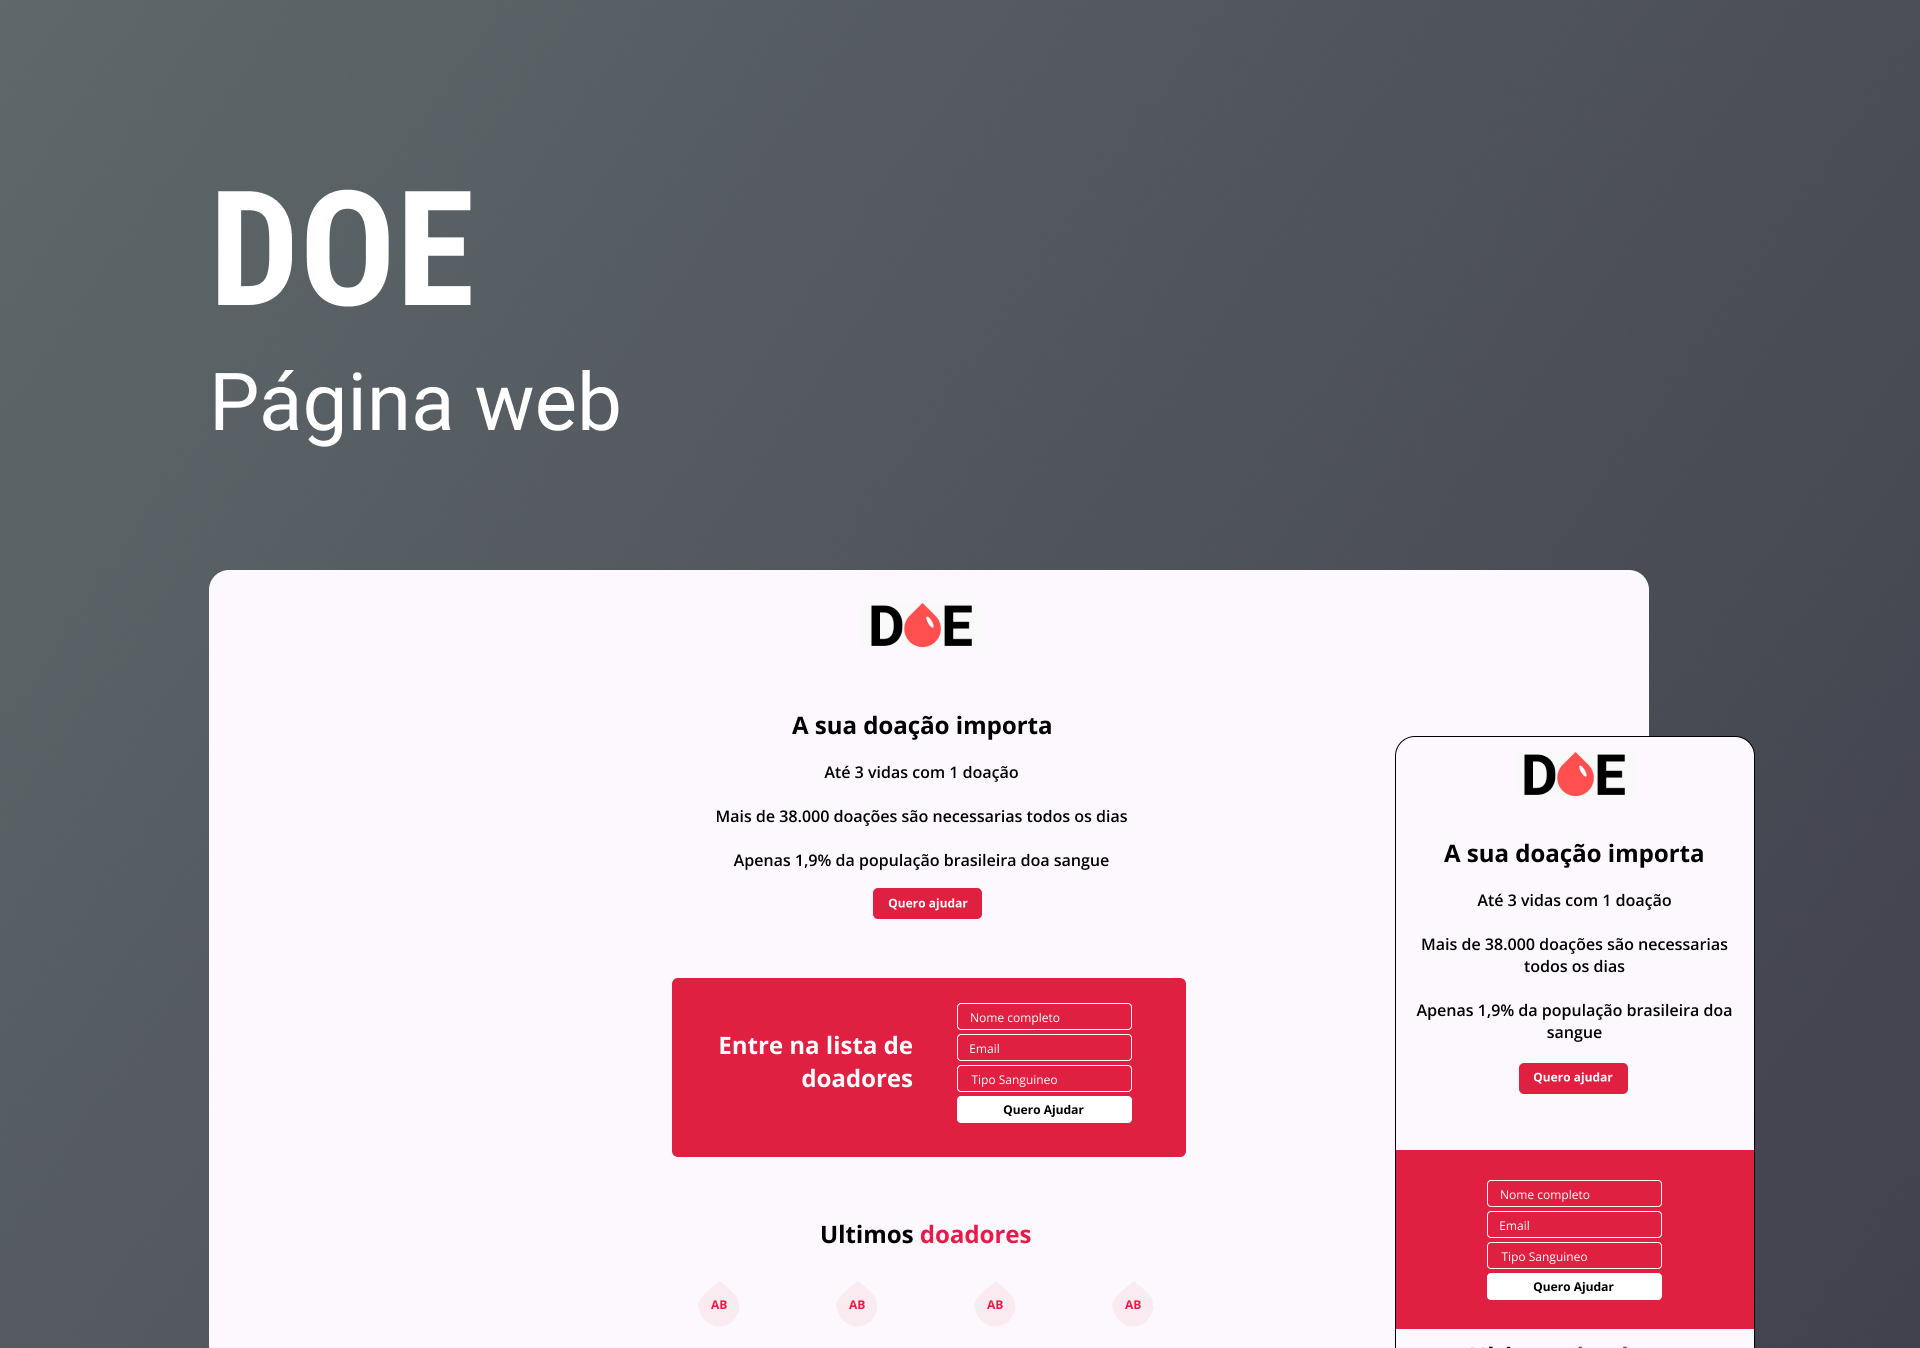 DOE
Página web
DE
A sua doação importa
Até 3 vidas com 1 doação
Mais de 38.000 doações são necessarias todos os dias
Apenas 1,9% da população brasileira doa sangue
Quero ajudar
Entre na lista de
doadores
Nome completo
Email
Tipo Sanguineo
Quero Ajudar
Ultimos doadores
AB
AB
AB
AB
DE
A sua doação importa
Até 3 vidas com 1 doação
Mais de 38.000 doações são necessarias
todos os dias
Apenas 1,9% da população brasileira doa
sangue
Quero ajudar
Nome completo
Email
Tipo Sanguineo
Quero Ajudar